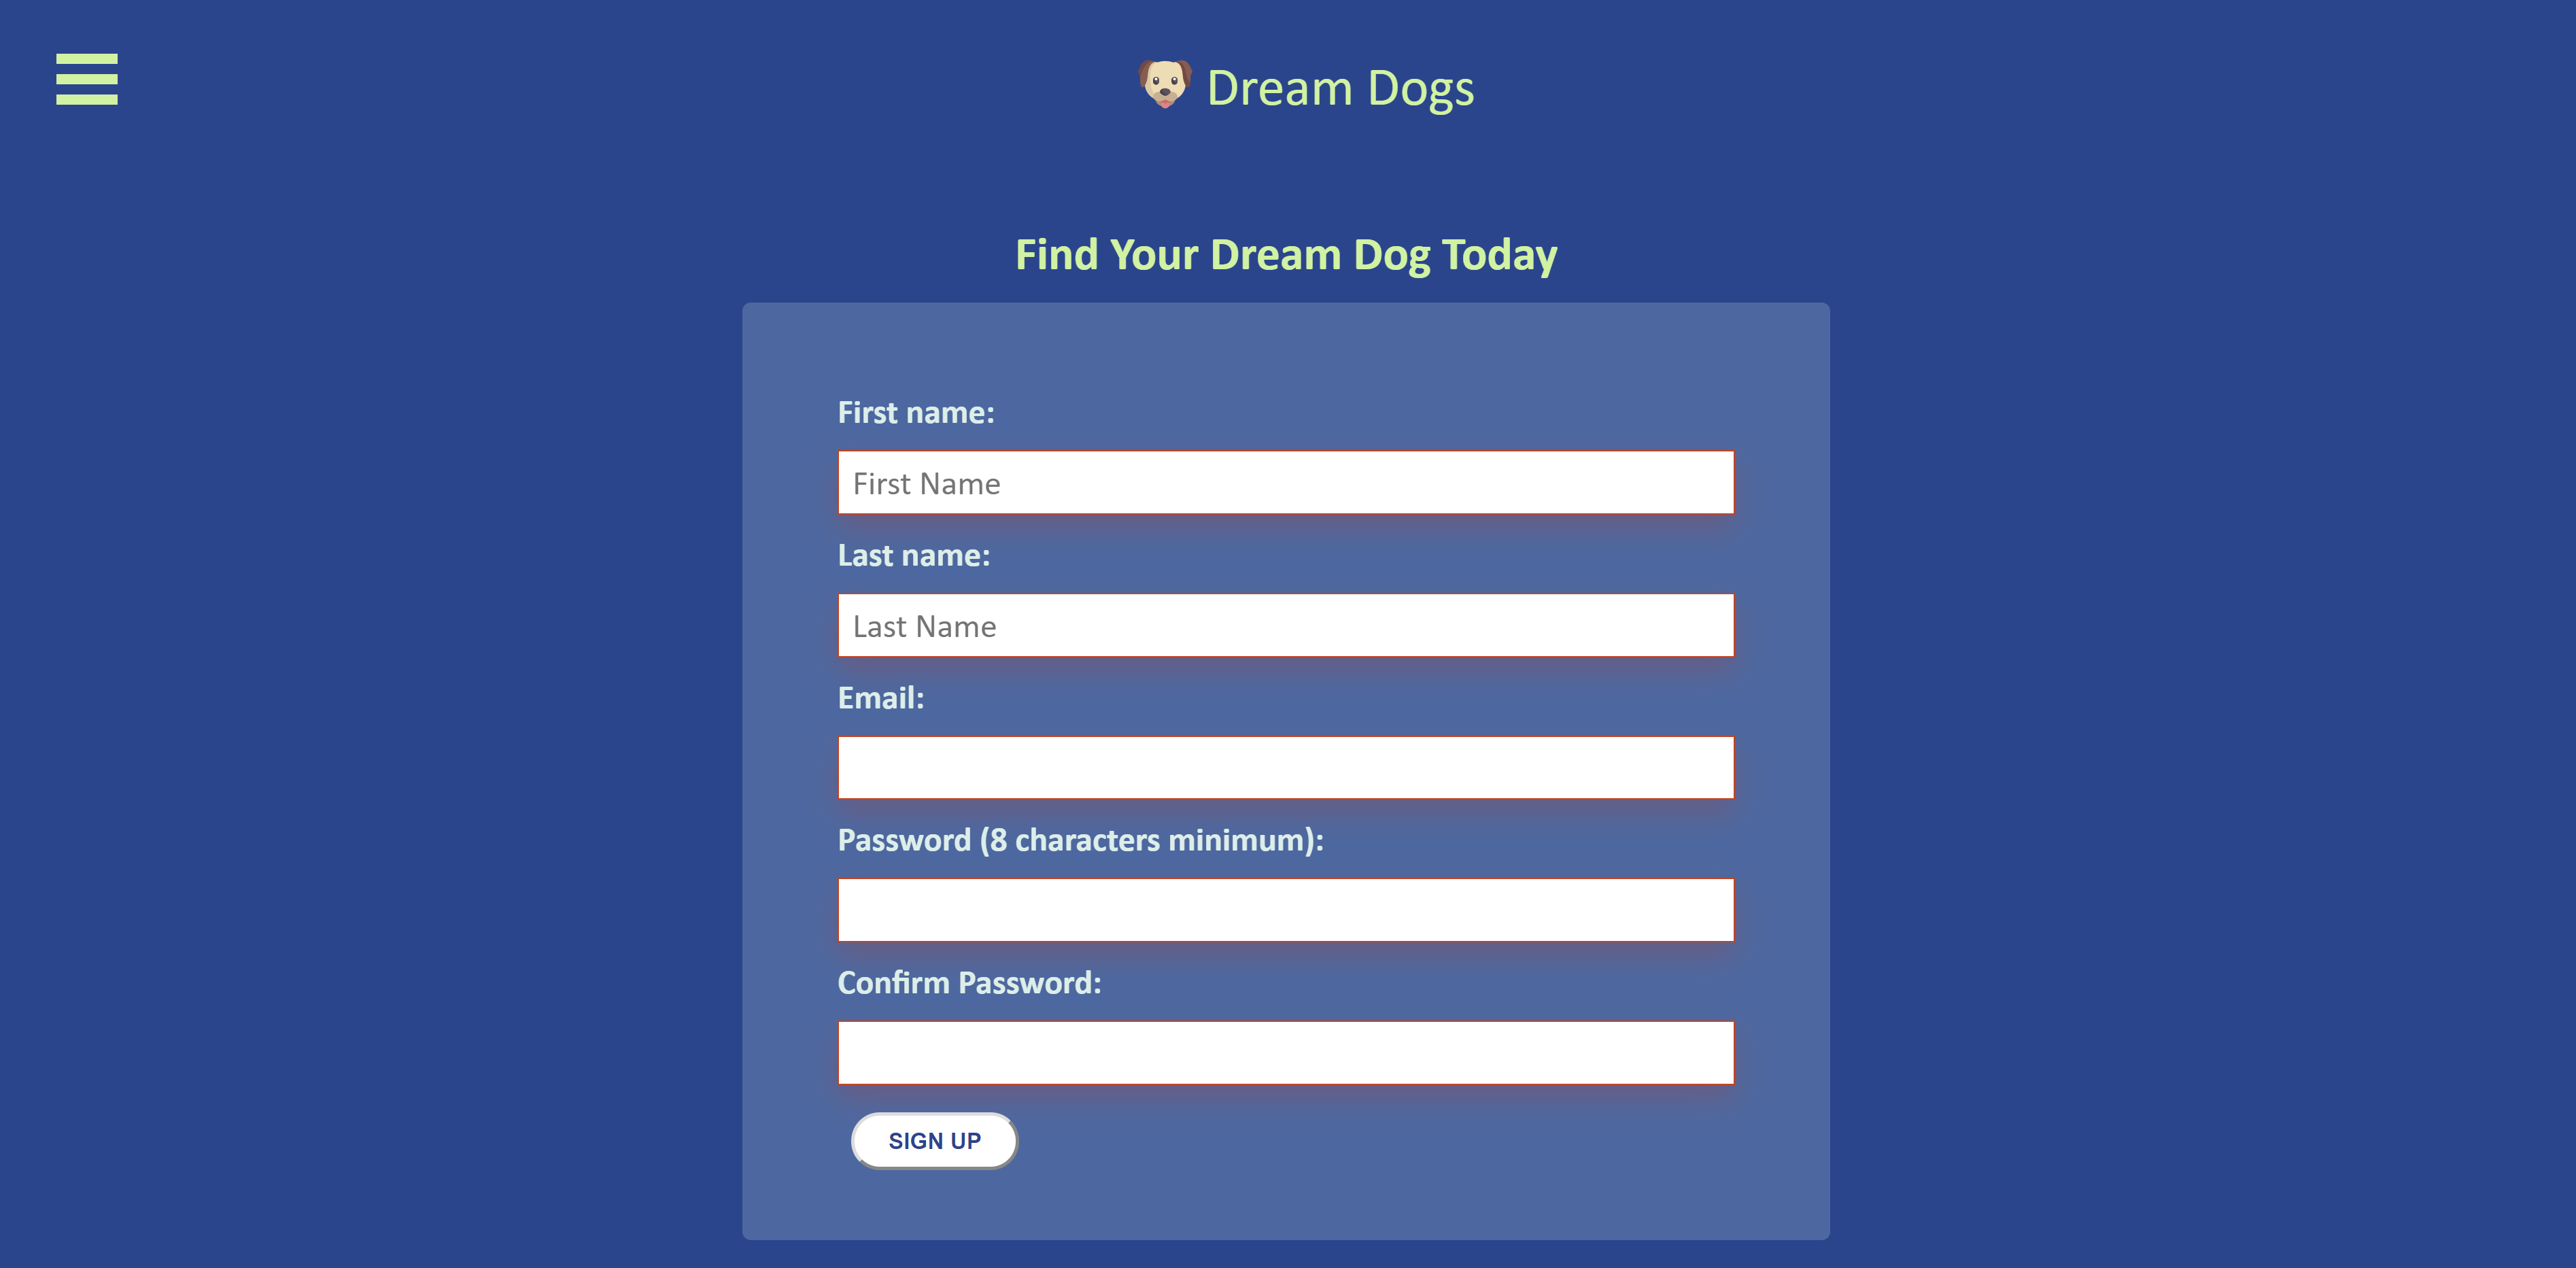 Dream Dogs
Find Your Dream Dog Today
First name:
First Name
Last name:
Last Name
Email:
Password (8 characters minimum):
Confirm Password:
SIGN UP